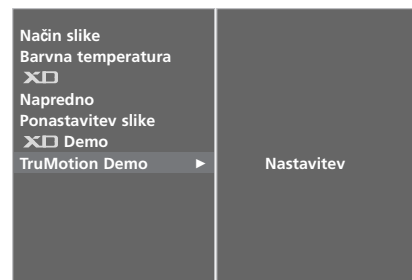 Način slike
Barvna temperatura
XD
Napredno
Ponastavitev slike
XD Demo
TruMotion Demo ► Nastavitev